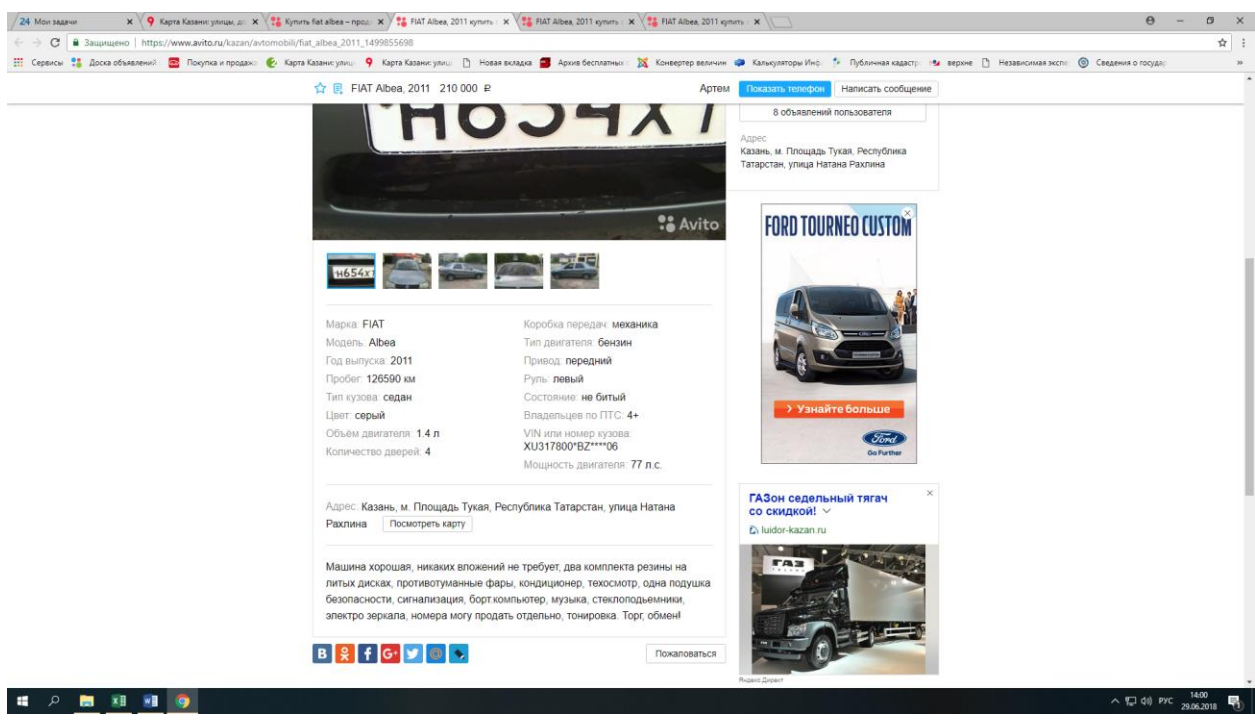 24 Мои задачи
Карта Казани: улицы, до
Купить fiat albea – прод
FIAT Albea, 2011 купить
FIAT Albea, 2011 купить
FIAT Albea, 2011 купить
Защищено | https://www.avito.ru/kazan/avtomobili/fiat_albea_2011_1499855698
Сервисы Доска объявлений Покупка и продажа Карта Казани: улиц Карта Казани: улиц Новая вкладка Архив бесплатных Конвертер величин Калькуляторы Инф. Публичная кадастр верхне Независимая экспе Сведения о государ
FIAT Albea, 2011 210 000 ₽ Артем Показать телефон Написать сообщение
8 объявлений пользователя
Адрес
Казань, м. Площадь Тукая, Республика
Татарстан, улица Натана Рахлина
Avito
н654х
Марка: FIAT
Модель: Albea
Год выпуска: 2011
Пробег: 126590 км
Тип кузова: седан
Цвет: серый
Объём двигателя: 1.4 л
Количество дверей: 4
Коробка передач: механика
Тип двигателя: бензин
Привод: передний
Руль: левый
Состояние: не битый
Владельцев по ПТС: 4+
VIN или номер кузова:
XU317800*BZ****06
Мощность двигателя: 77 л.с.
Адрес: Казань, м. Площадь Тукая, Республика Татарстан, улица Натана
Рахлина Посмотреть карту
Машина хорошая, никаких вложений не требует, два комплекта резины на
литых дисках, противотуманные фары, кондиционер, техосмотр, одна подушка
безопасности, сигнализация, борт.компьютер, музыка, стеклоподьемники,
электро зеркала, номера могу продать отдельно, тонировка. Торг, обмен!
Пожаловаться
FORD TOURNEO CUSTOM
Узнайте больше
Ford
Go Further
ГАЗон седельный тягач
со скидкой!
luidor-kazan.ru
ГАЗ
Яндекс.Директ
РУС
14:00
29.06.2018